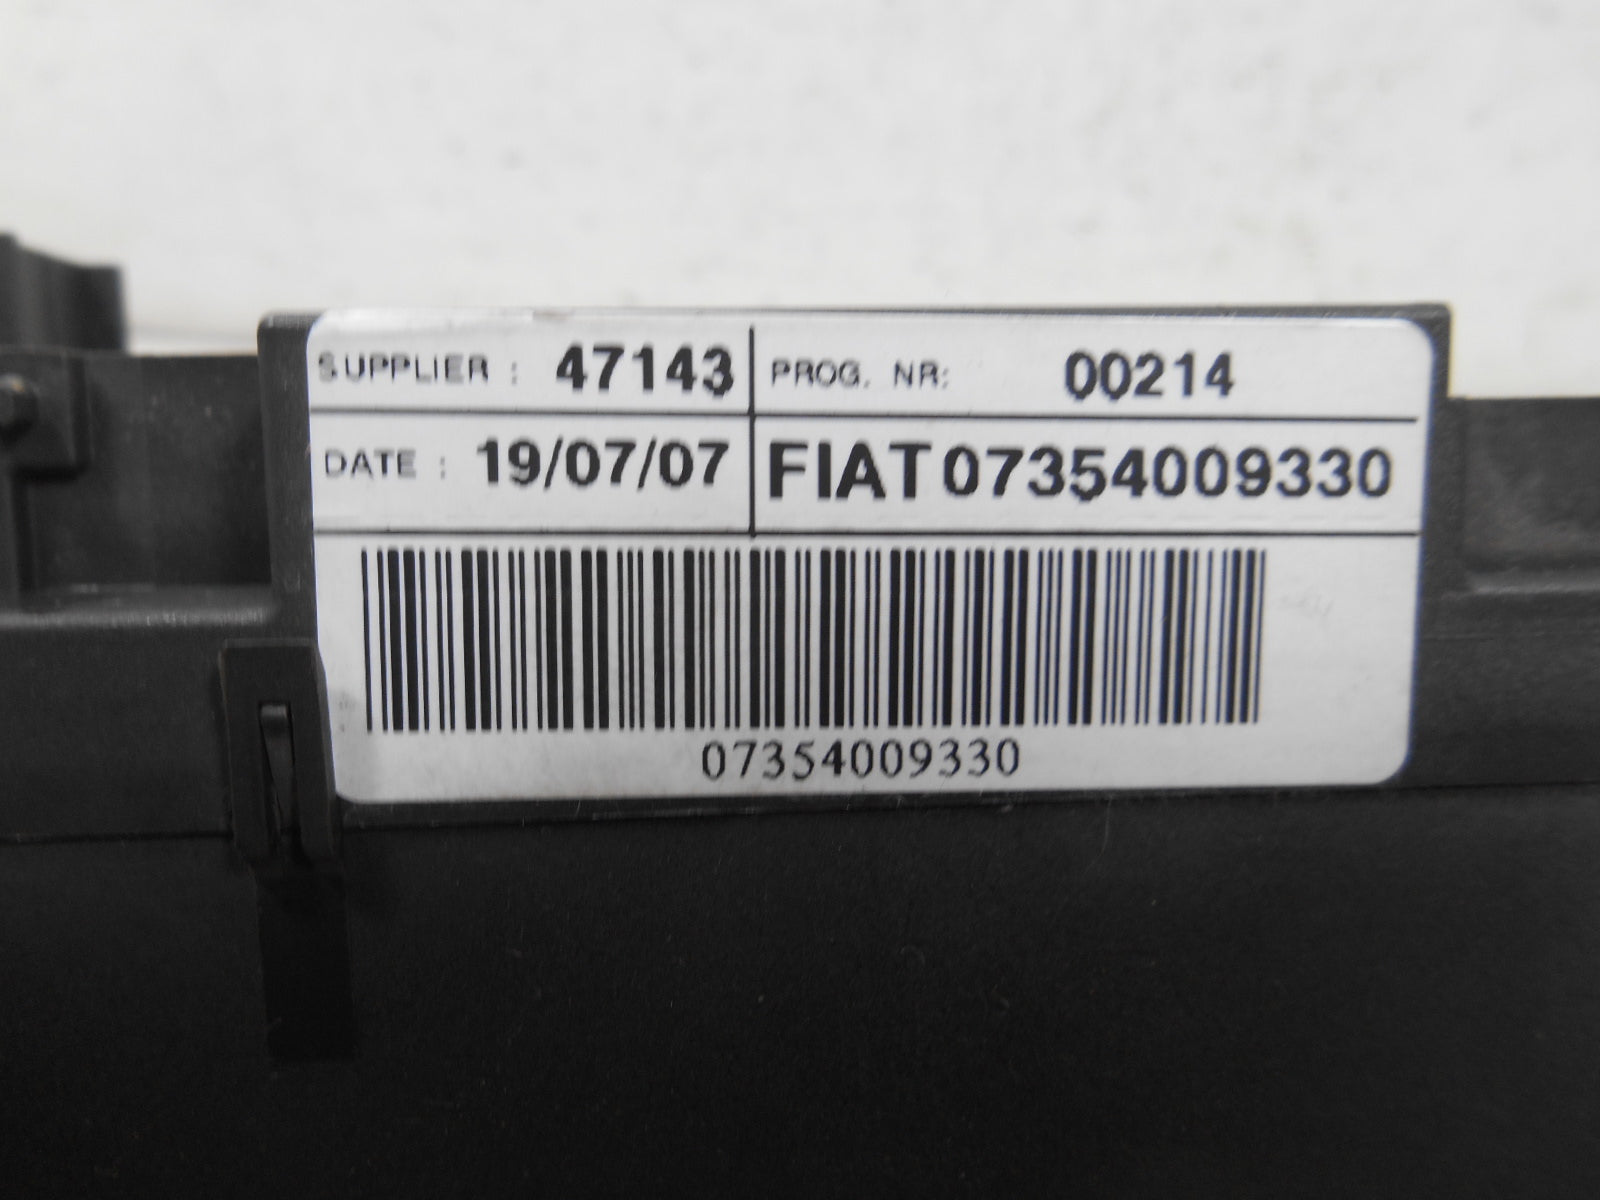 SUPPLIER : 47143 PROG. NR: 00214
DATE : 19/07/07 FIAT 07354009330
07354009330